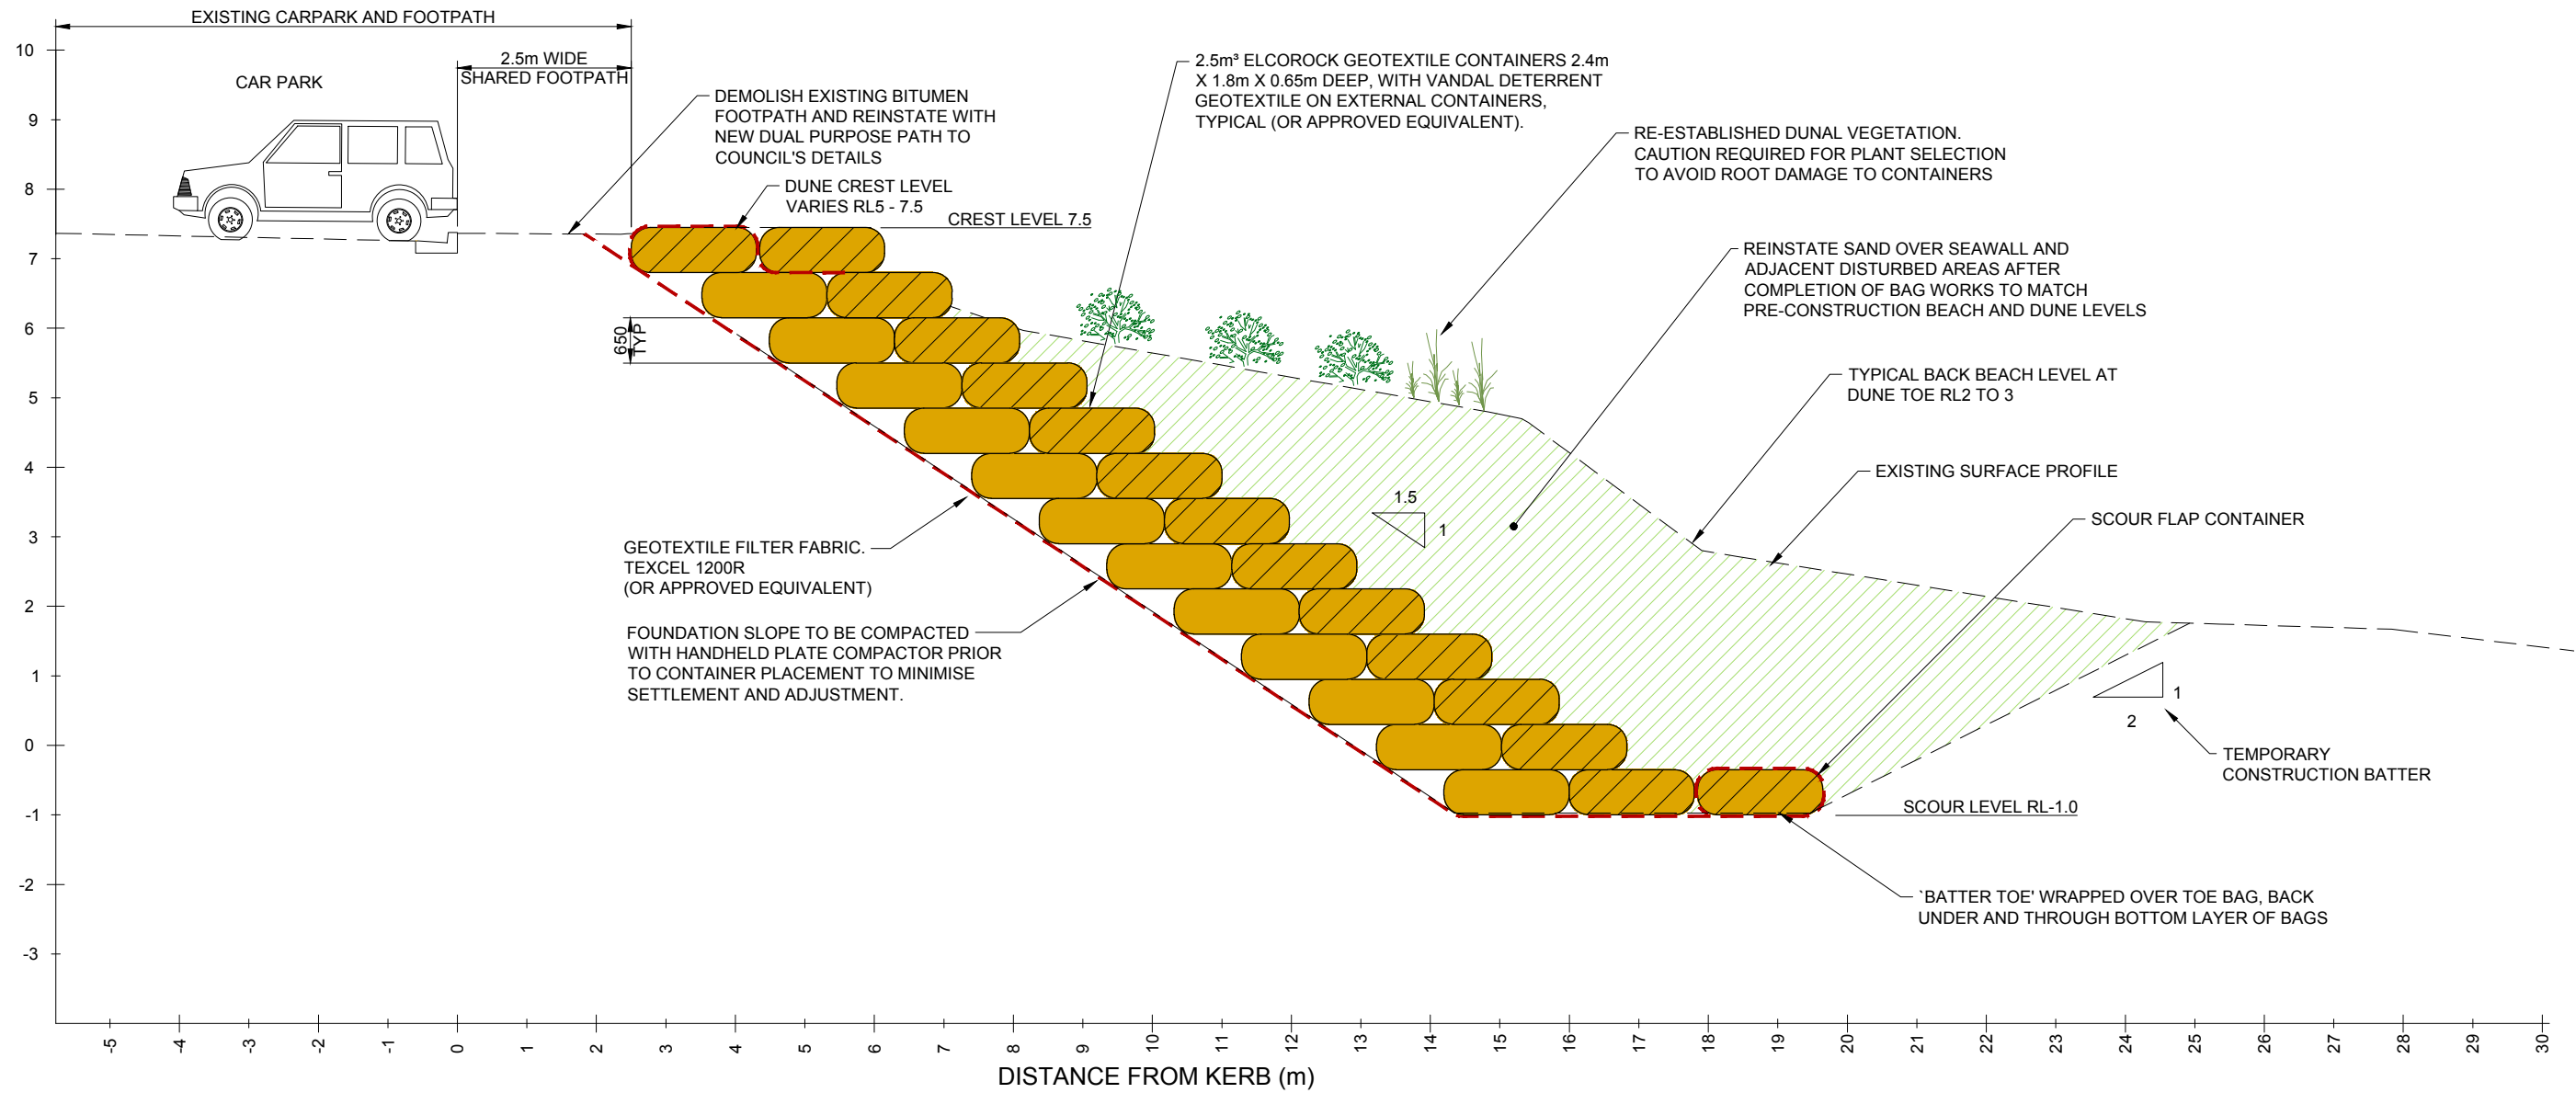 EXISTING CARPARK AND FOOTPATH
2.5m WIDE
SHARED FOOTPATH
CAR PARK
DEMOLISH EXISTING BITUMEN
FOOTPATH AND REINSTATE WITH
NEW DUAL PURPOSE PATH TO
COUNCIL'S DETAILS
DUNE CREST LEVEL
VARIES RL5 - 7.5
CREST LEVEL 7.5
2.5m³ ELCOROCK GEOTEXTILE CONTAINERS 2.4m
X 1.8m X 0.65m DEEP, WITH VANDAL DETERRENT
GEOTEXTILE ON EXTERNAL CONTAINERS,
TYPICAL (OR APPROVED EQUIVALENT).
RE-ESTABLISHED DUNAL VEGETATION.
CAUTION REQUIRED FOR PLANT SELECTION
TO AVOID ROOT DAMAGE TO CONTAINERS
REINSTATE SAND OVER SEAWALL AND
ADJACENT DISTURBED AREAS AFTER
COMPLETION OF BAG WORKS TO MATCH
PRE-CONSTRUCTION BEACH AND DUNE LEVELS
650
TYP
TYPICAL BACK BEACH LEVEL AT
DUNE TOE RL2 TO 3
EXISTING SURFACE PROFILE
1.5
1
SCOUR FLAP CONTAINER
GEOTEXTILE FILTER FABRIC.
TEXCEL 1200R
(OR APPROVED EQUIVALENT)
FOUNDATION SLOPE TO BE COMPACTED
WITH HANDHELD PLATE COMPACTOR PRIOR
TO CONTAINER PLACEMENT TO MINIMISE
SETTLEMENT AND ADJUSTMENT.
1
2
TEMPORARY
CONSTRUCTION BATTER
SCOUR LEVEL RL-1.0
`BATTER TOE' WRAPPED OVER TOE BAG, BACK
UNDER AND THROUGH BOTTOM LAYER OF BAGS
10
9
8
7
6
5
4
3
2
1
0
-1
-2
-3
-5 -4 -3 -2 -1 0 1 2 3 4 5 6 7 8 9 10 11 12 13 14 15 16 17 18 19 20 21 22 23 24 25 26 27 28 29 30
DISTANCE FROM KERB (m)